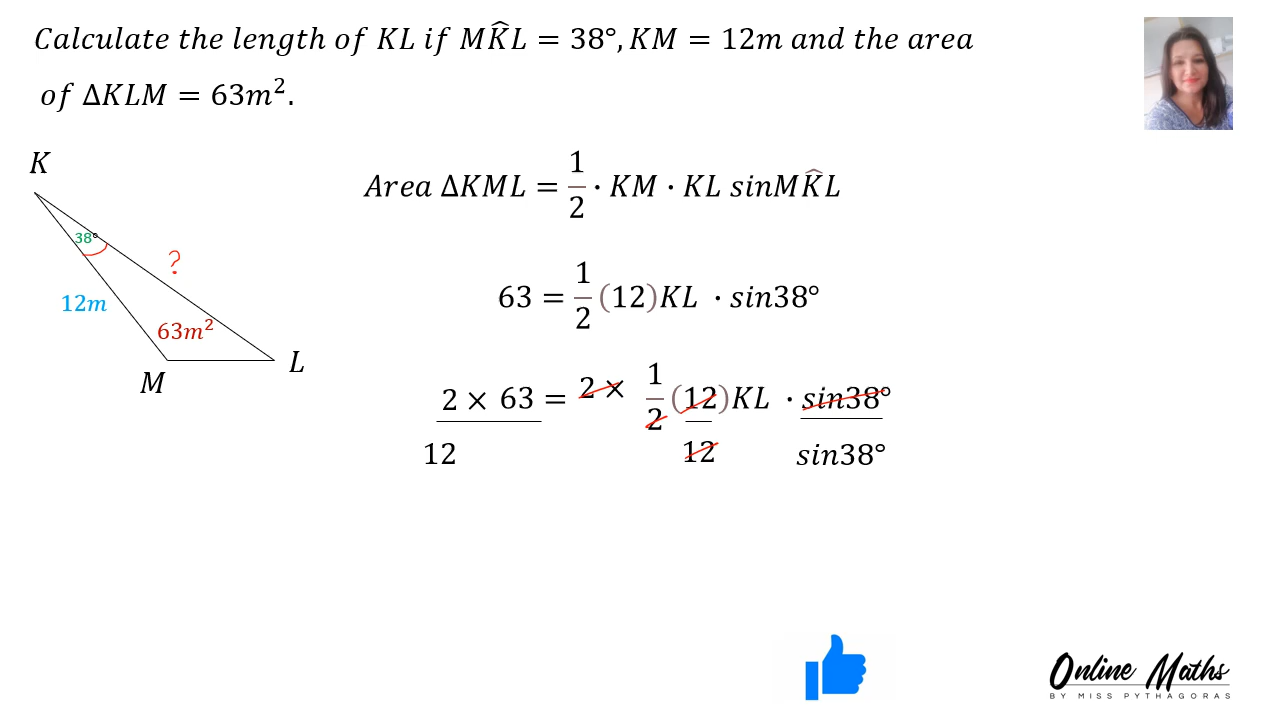 Calculate the length of KL if MK̂L = 38°, KM = 12m and the area
of ΔKLM = 63m².
K
38°
?
12m
63m²
M
L
Area ΔKML = 1/2 · KM · KL sinMK̂L
63 = 1/2 (12)KL · sin38°
2 × 63 = 2 × 1/2 (12)KL · sin38°
12 12 sin38°
Online Maths
BY MISS PYTHAGORAS